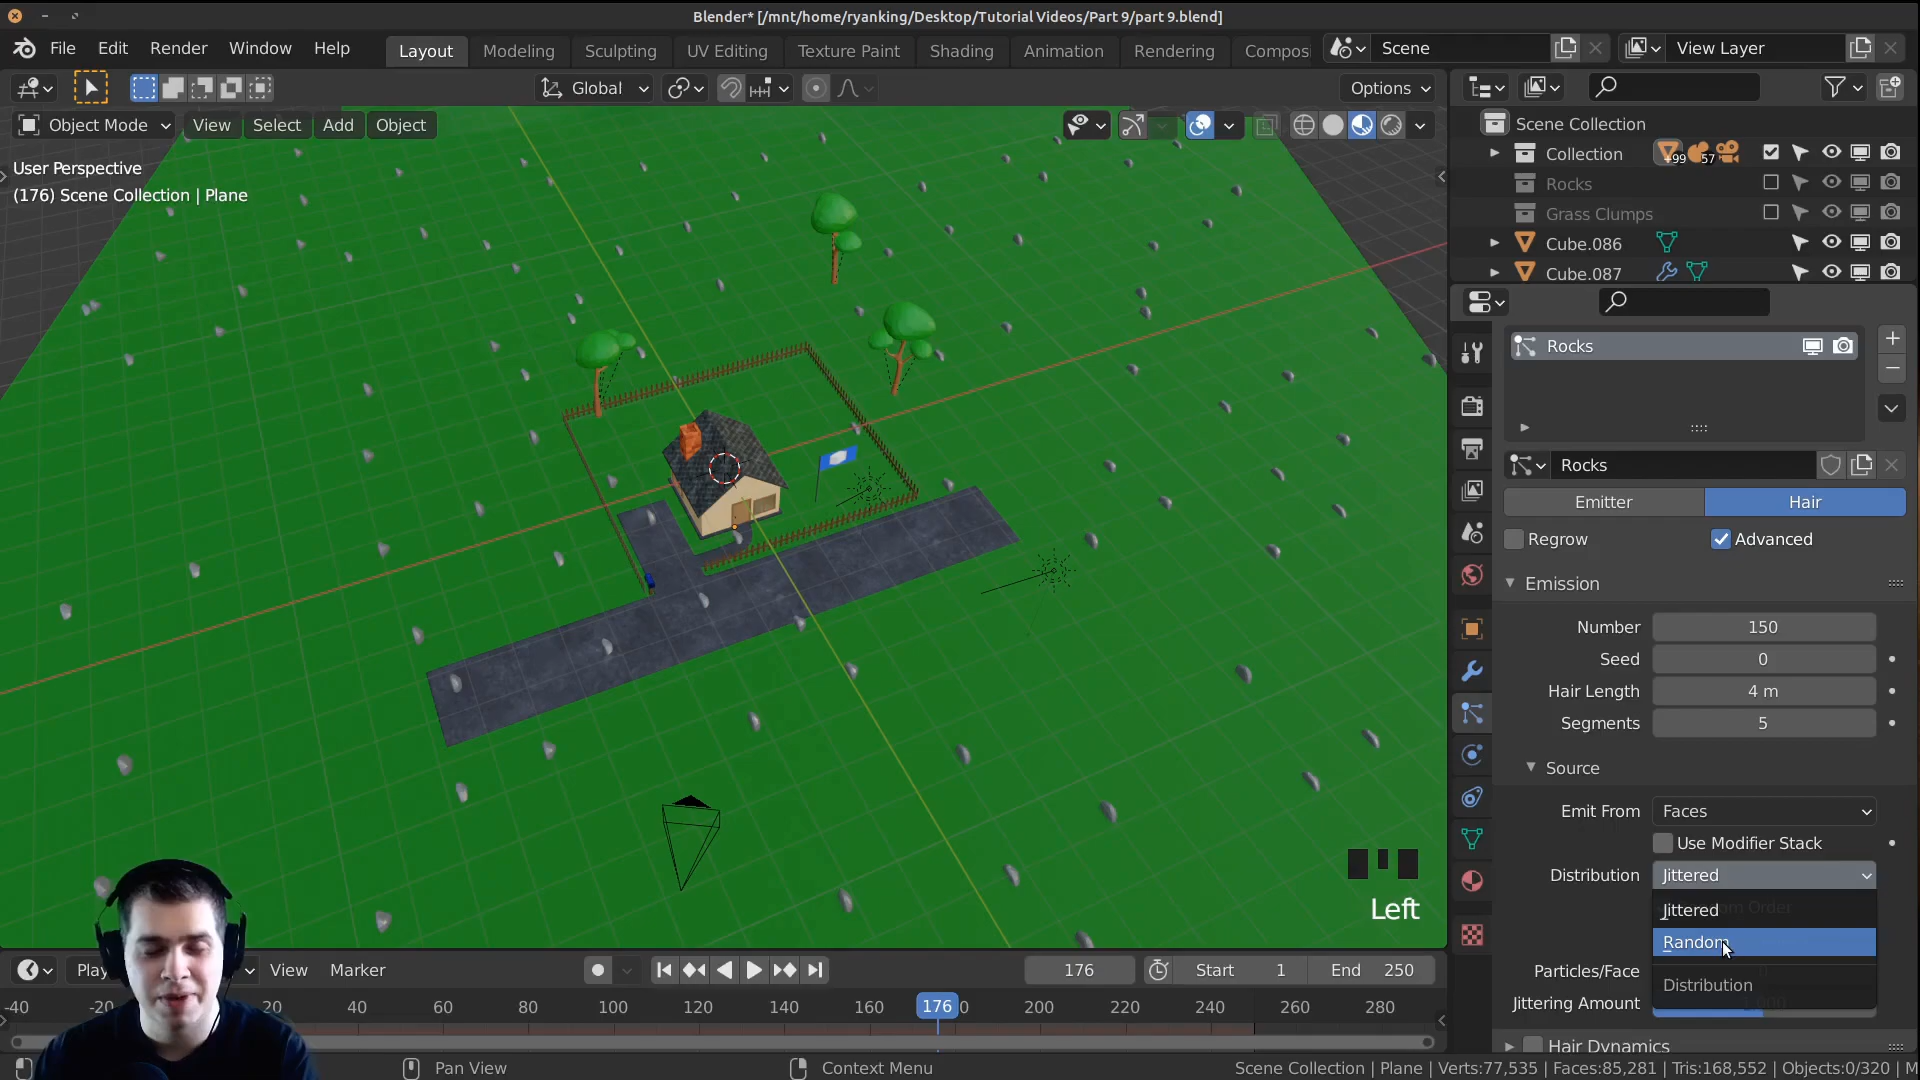 Blender* [/mnt/home/ryanking/Desktop/Tutorial Videos/Part 9/part 9.blend]
File Edit Render Window Help Layout Modeling Sculpting UV Editing Texture Paint Shading Animation Rendering Compos Scene View Layer
Global Options
Object Mode View Select Add Object
User Perspective
(176) Scene Collection | Plane
Scene Collection
Collection +99 57
Rocks
Grass Clumps
Cube.086
Cube.087
Rocks
Rocks
Emitter Hair
Regrow Advanced
Emission
Number 150
Seed 0
Hair Length 4 m
Segments 5
Source
Emit From Faces
Use Modifier Stack
Distribution Jittered
Jittered
Random
Particles/Face
Distribution
Jittering Amount
Hair Dynamics
Left
Play View Marker 176 Start 1 End 250
-40 -20 20 40 60 80 100 120 140 160 176 200 220 240 260 280
Pan View Context Menu Scene Collection | Plane | Verts:77,535 | Faces:85,281 | Tris:168,552 | Objects:0/320 | M